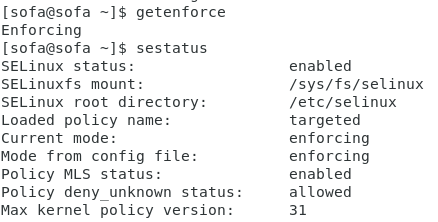 [sofa@sofa ~]$ getenforce
Enforcing
[sofa@sofa ~]$ sestatus
SELinux status:                 enabled
SELinuxfs mount:                /sys/fs/selinux
SELinux root directory:         /etc/selinux
Loaded policy name:             targeted
Current mode:                   enforcing
Mode from config file:          enforcing
Policy MLS status:              enabled
Policy deny_unknown status:     allowed
Max kernel policy version:      31